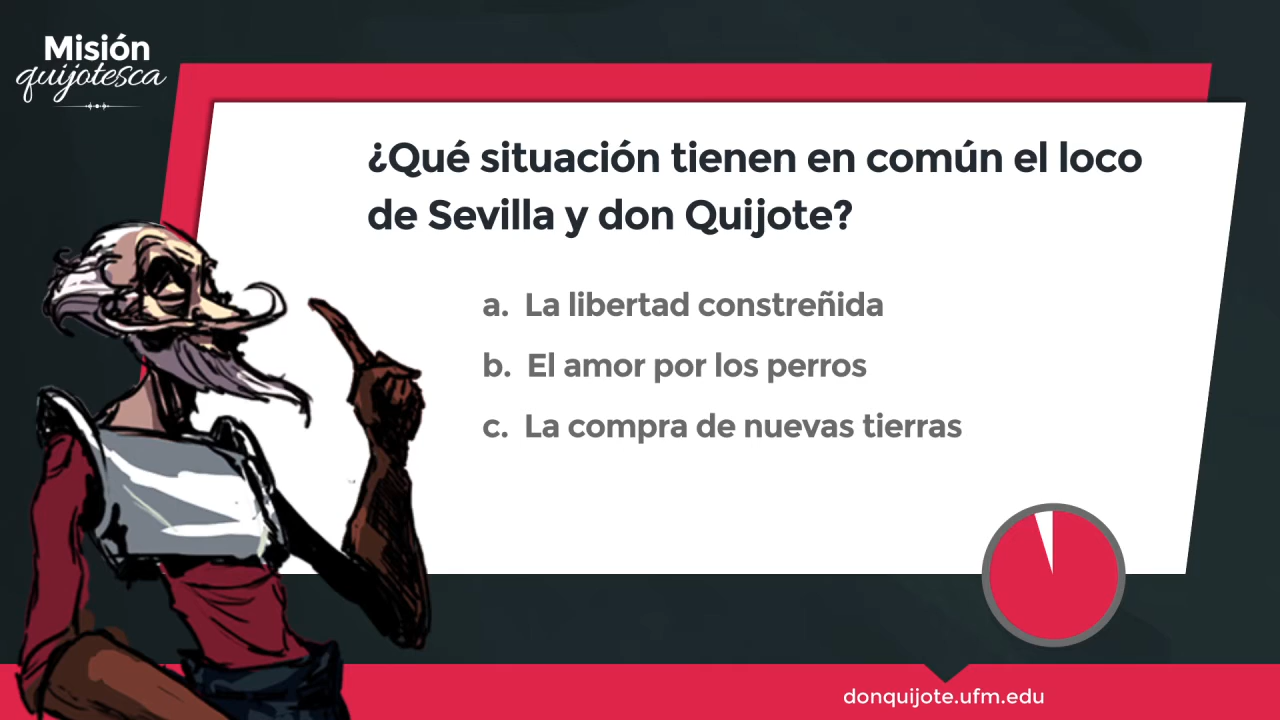 Misión
quijotesca
¿Qué situación tienen en común el loco
de Sevilla y don Quijote?
a. La libertad constreñida
b. El amor por los perros
c. La compra de nuevas tierras
donquijote.ufm.edu